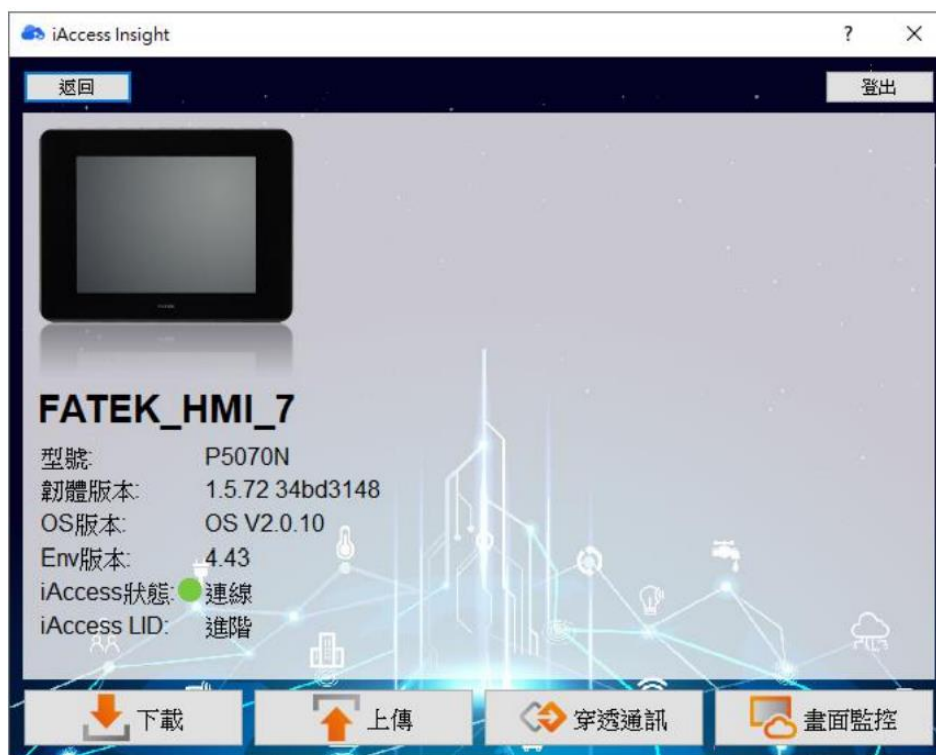 iAccess Insight ? ×
返回 登出
FATEK_HMI_7
型號: P5070N
韌體版本: 1.5.72 34bd3148
OS版本: OS V2.0.10
Env版本: 4.43
iAccess狀態: 連線
iAccess LID: 進階
下載 上傳 穿透通訊 畫面監控